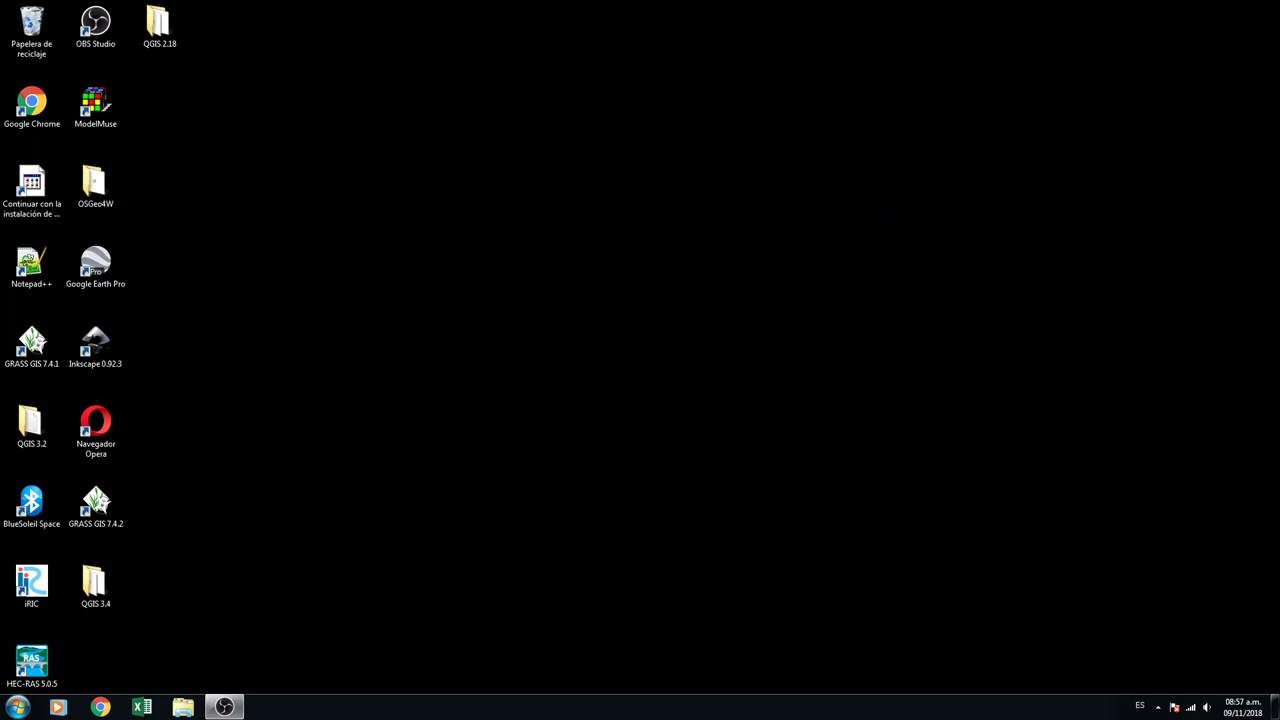 Papelera de
reciclaje
OBS Studio
QGIS 2.18
Google Chrome
ModelMuse
Continuar con la
instalación de ...
OSGeo4W
Notepad++
Pro
Google Earth Pro
GRASS GIS 7.4.1
Inkscape 0.92.3
QGIS 3.2
Navegador
Opera
BlueSoleil Space
GRASS GIS 7.4.2
iRIC
QGIS 3.4
RAS
HEC-RAS 5.0.5
ES
08:57 a.m.
09/11/2018